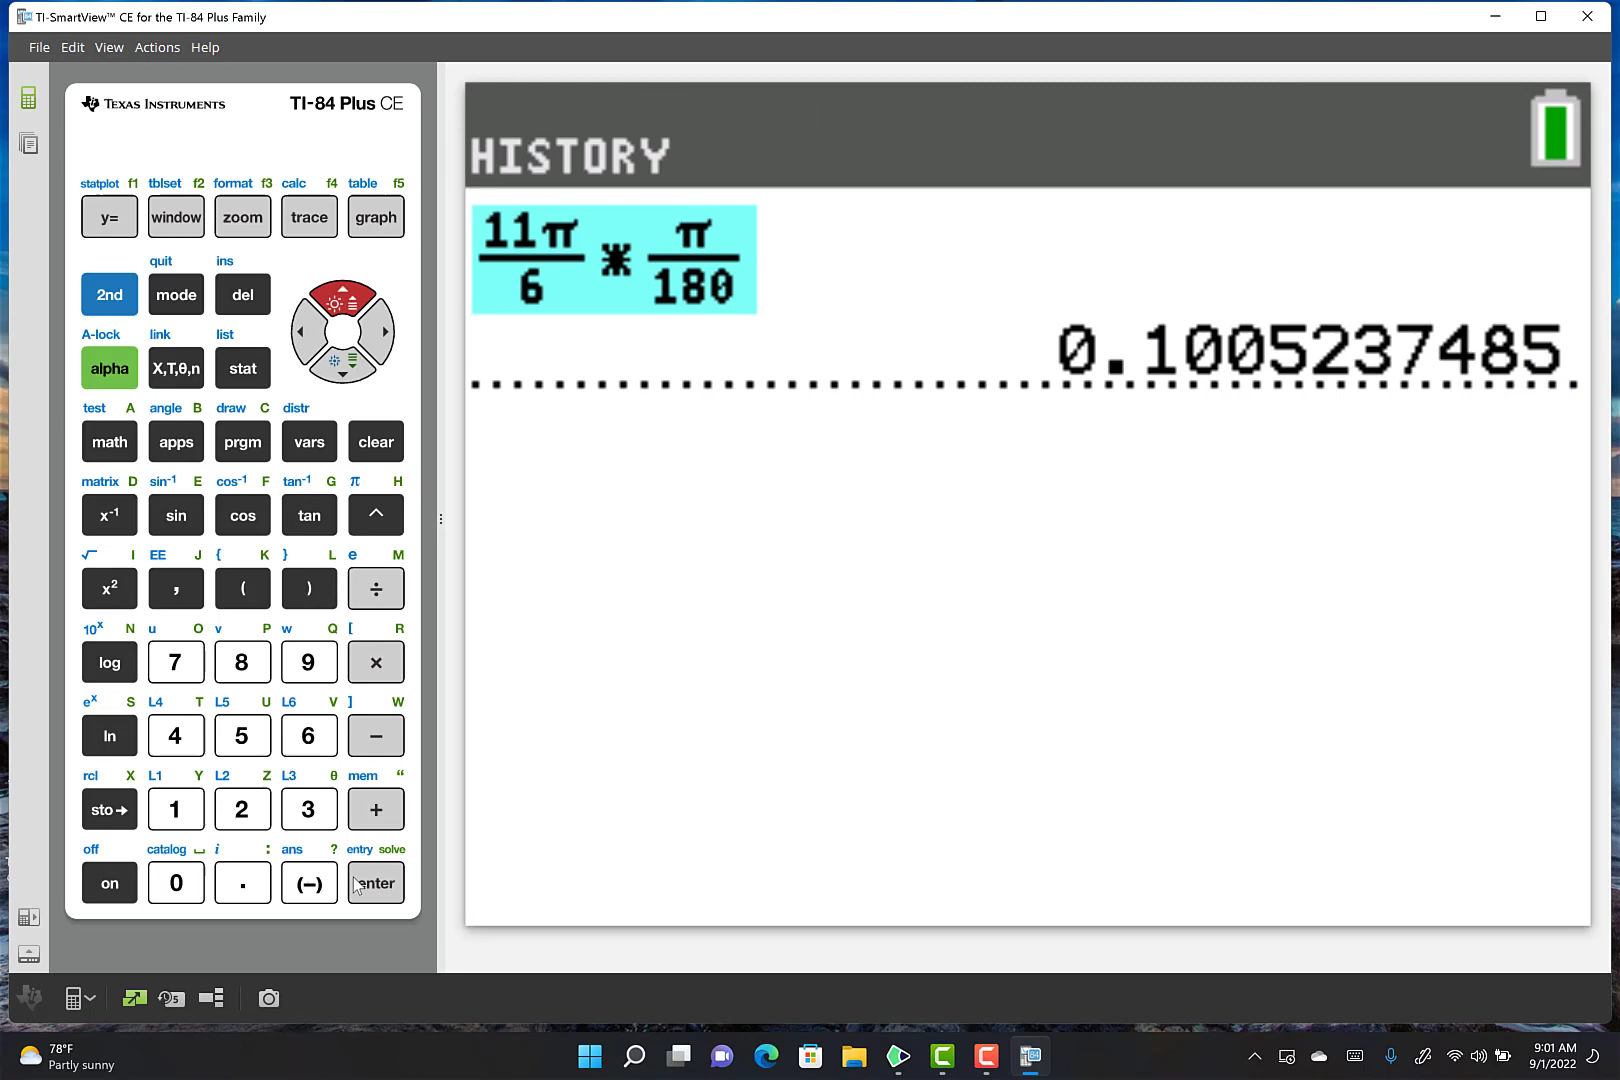 TI-SmartView™ CE for the TI-84 Plus Family
File Edit View Actions Help
TEXAS INSTRUMENTS TI-84 Plus CE
statplot f1 tblset f2 format f3 calc f4 table f5
y= window zoom trace graph
quit ins
2nd mode del
A-lock link list
alpha X,T,θ,n stat
test A angle B draw C distr
math apps prgm vars clear
matrix D sin⁻¹ E cos⁻¹ F tan⁻¹ G π H
x⁻¹ sin cos tan ^
√ I EE J { K } L e M
x² , ( ) ÷
10ˣ N u O v P w Q [ R
log 7 8 9 ×
eˣ S L4 T L5 U L6 V ] W
ln 4 5 6 −
rcl X L1 Y L2 Z L3 θ mem “
sto→ 1 2 3 +
off catalog ⎵ i : ans ? entry solve
on 0 . (−) enter
HISTORY
11π/6 * π/180
0.1005237485
78°F
Partly sunny
9:01 AM
9/1/2022